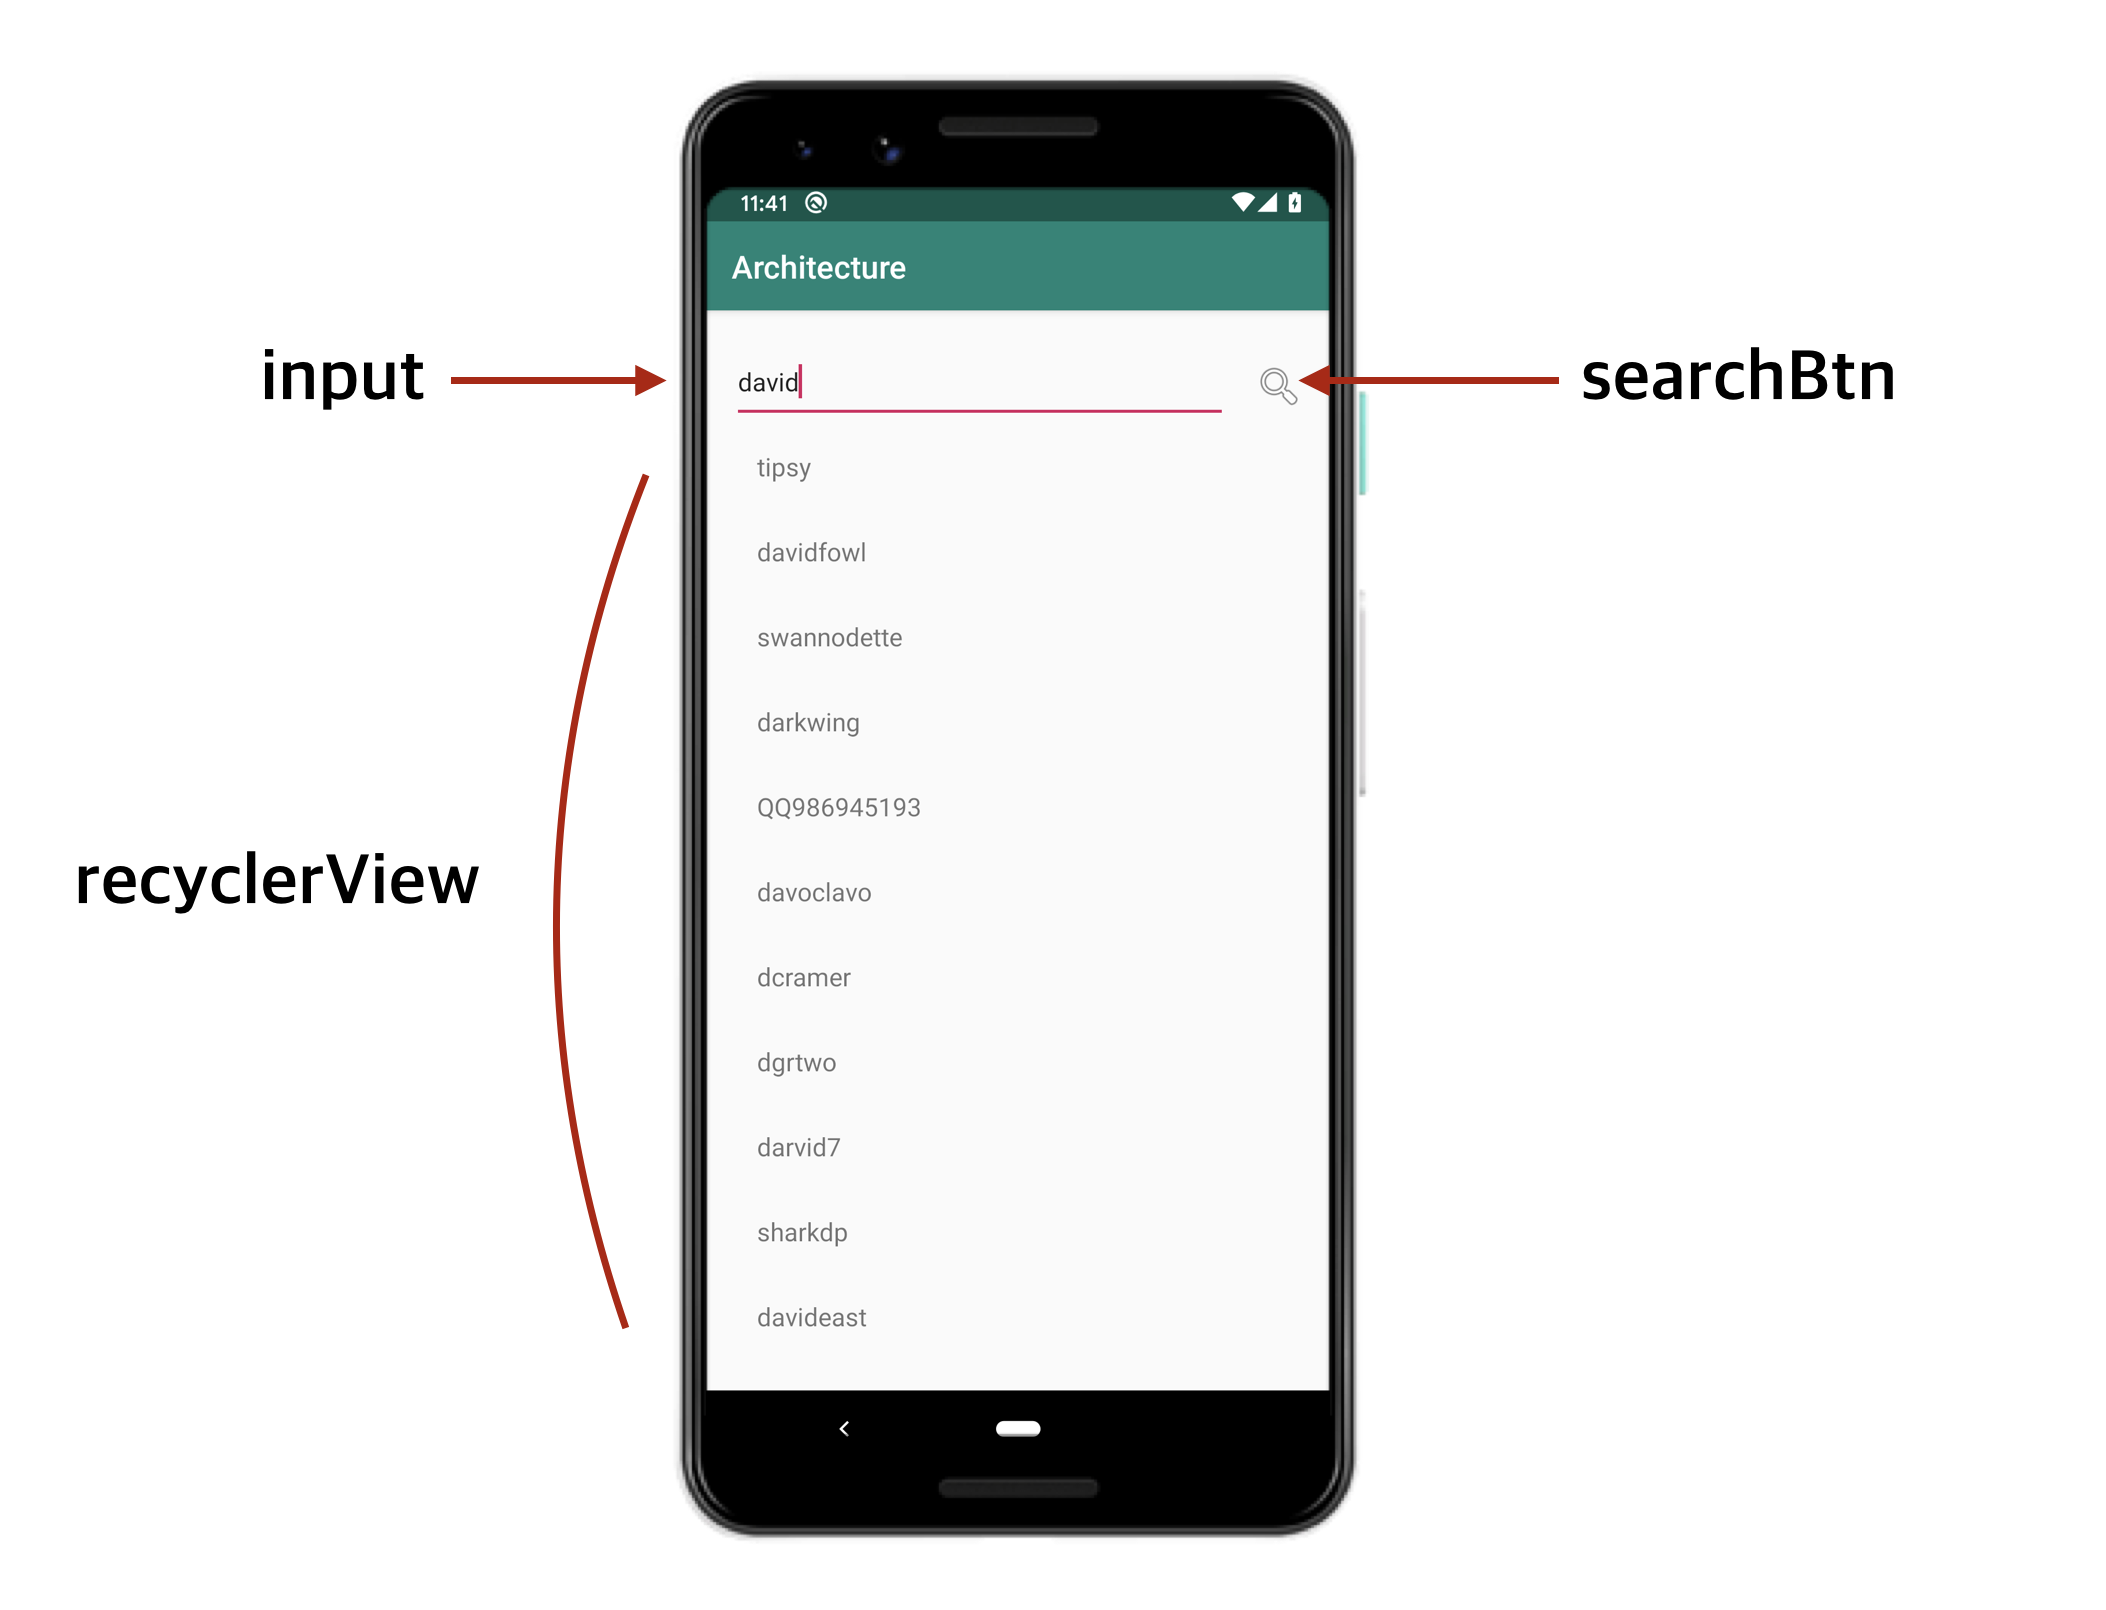 11:41
Architecture
input
david
searchBtn
tipsy
davidfowl
swannodette
darkwing
QQ986945193
recyclerView
davoclavo
dcramer
dgrtwo
darvid7
sharkdp
davideast